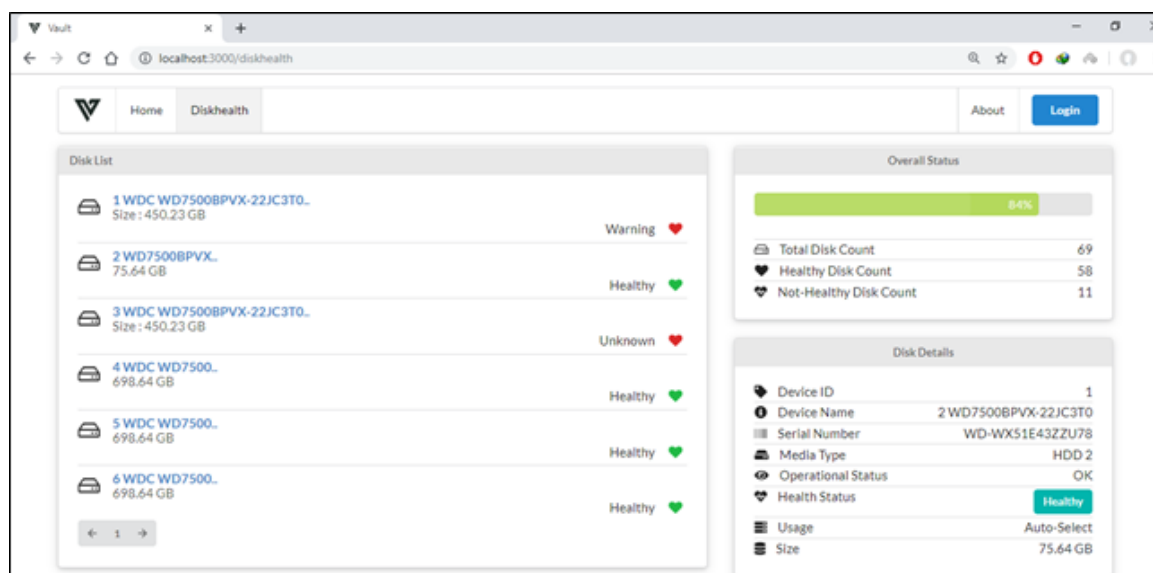 Vault
localhost:3000/diskhealth
Home
Diskhealth
About
Login
Disk List
1 WDC WD7500BPVX-22JC3T0..
Size : 450.23 GB
Warning
2 WD7500BPVX..
75.64 GB
Healthy
3 WDC WD7500BPVX-22JC3T0..
Size : 450.23 GB
Unknown
4 WDC WD7500..
698.64 GB
Healthy
5 WDC WD7500..
698.64 GB
Healthy
6 WDC WD7500..
698.64 GB
Healthy
1
Overall Status
84%
Total Disk Count 69
Healthy Disk Count 58
Not-Healthy Disk Count 11
Disk Details
Device ID 1
Device Name 2 WD7500BPVX-22JC3T0
Serial Number WD-WX51E43ZZU78
Media Type HDD 2
Operational Status OK
Health Status Healthy
Usage Auto-Select
Size 75.64 GB